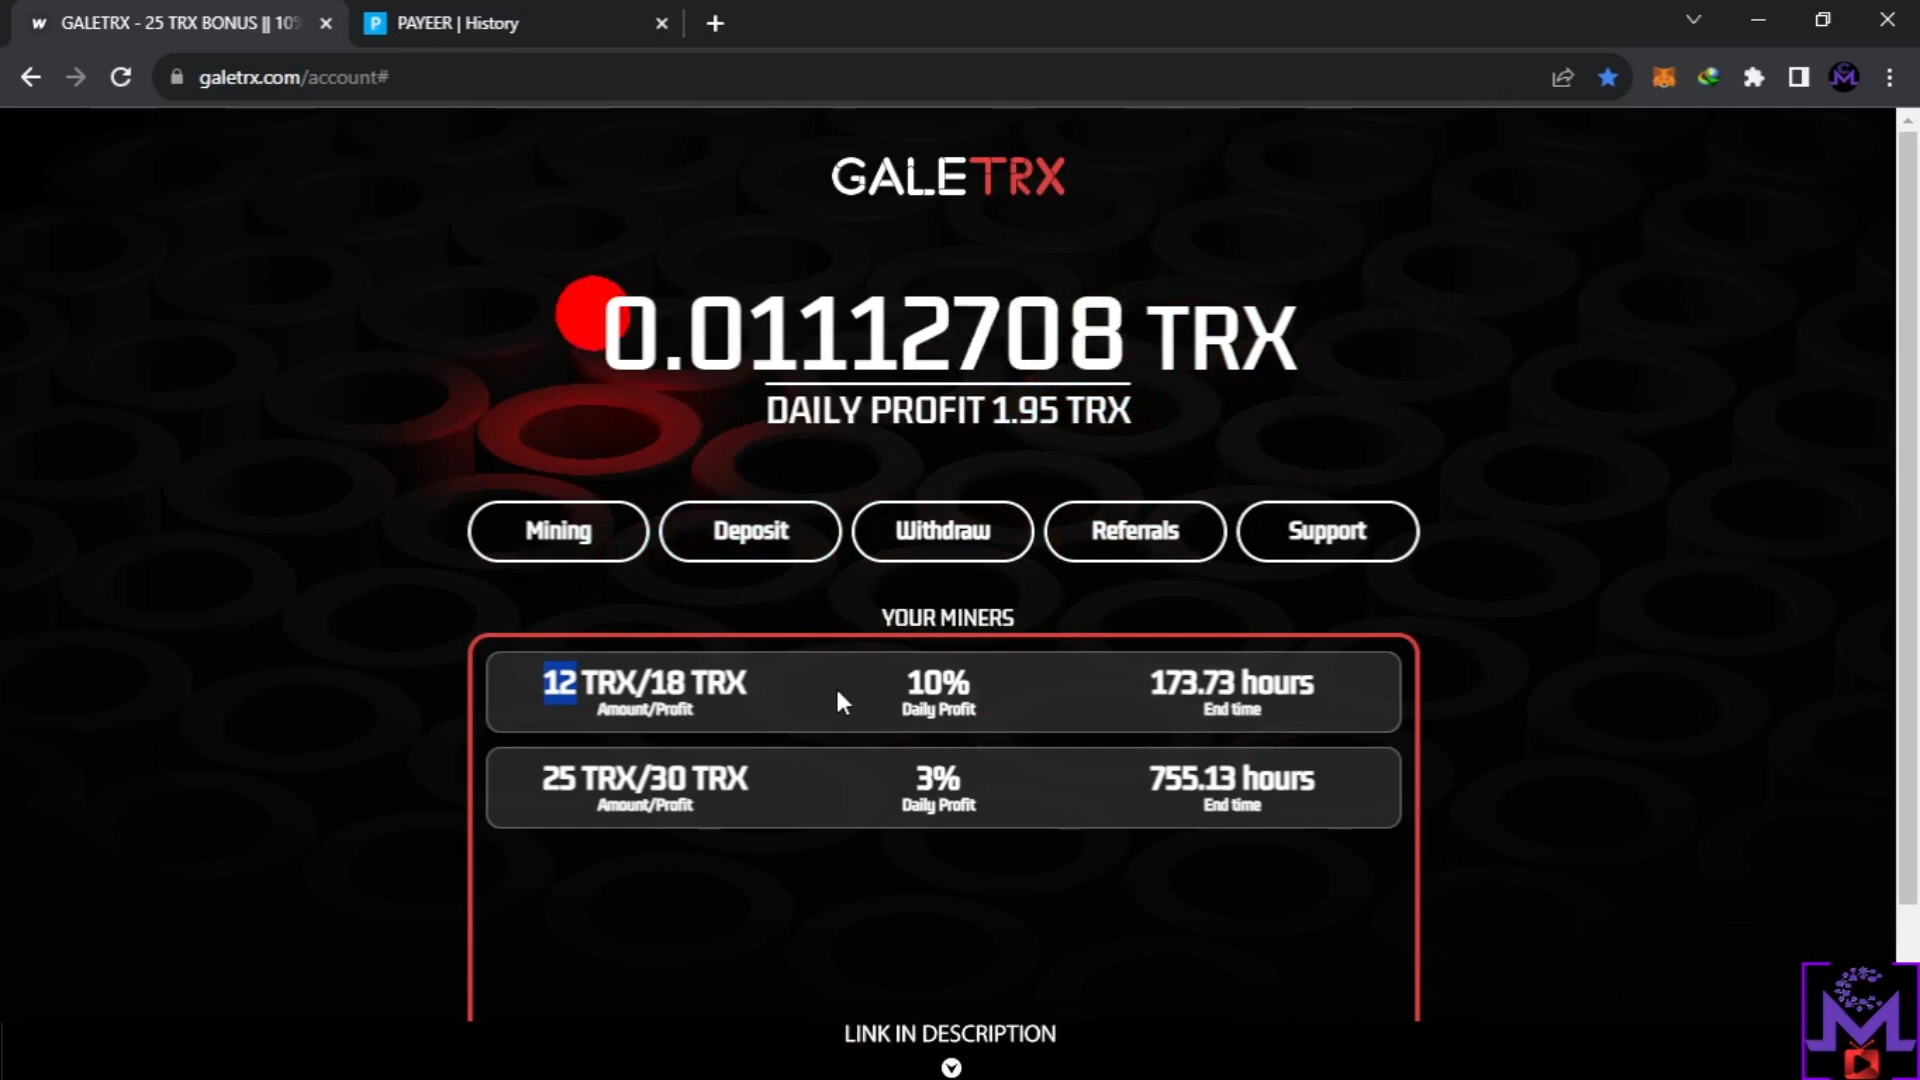 GALETRX - 25 TRX BONUS || 10%
PAYEER | History
galetrx.com/account#
GALETRX
0.01112708 TRX
DAILY PROFIT 1.95 TRX
Mining
Deposit
Withdraw
Referrals
Support
YOUR MINERS
12 TRX/18 TRX
Amount/Profit
10%
Daily Profit
173.73 hours
End time
25 TRX/30 TRX
Amount/Profit
3%
Daily Profit
755.13 hours
End time
LINK IN DESCRIPTION